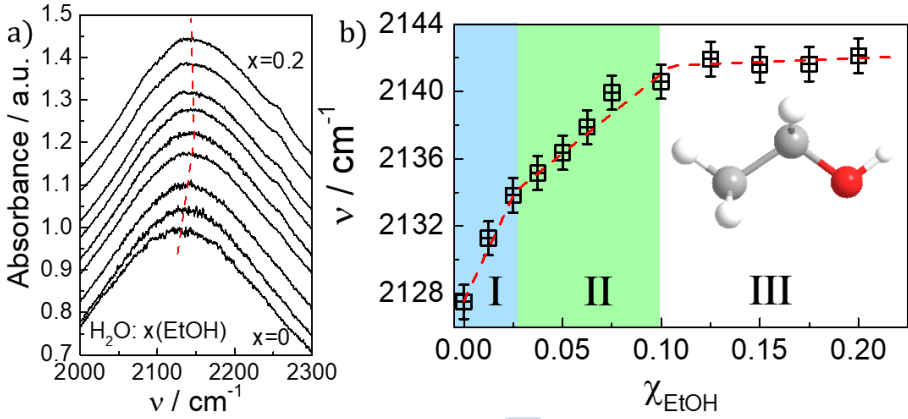 a)
1.5
1.4
1.3
1.2
1.1
1.0
0.9
0.8
0.7
Absorbance / a.u.
x=0.2
H₂O: x(EtOH)
x=0
2000 2100 2200 2300
ν / cm⁻¹
b)
2144
2140
2136
2132
2128
ν / cm⁻¹
I II III
0.00 0.05 0.10 0.15 0.20
χEtOH